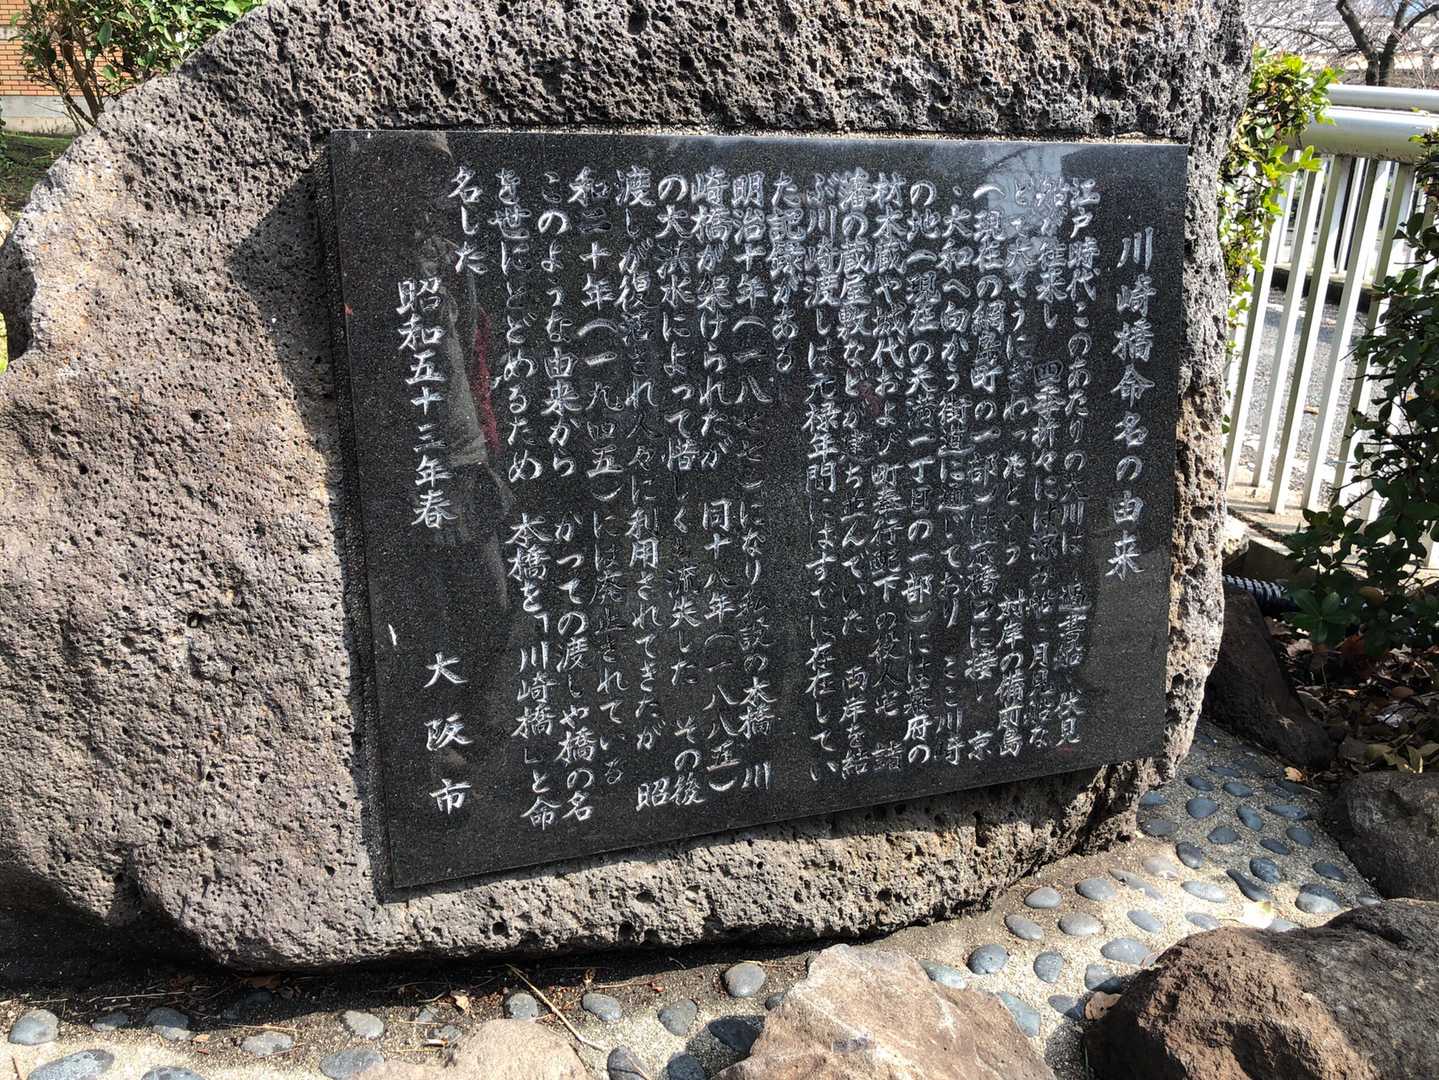 川崎橋命名の由来
江戸時代このあたりの大川は 過書船 伏見
船が往来し 四季折々には涼み船 月見船な
どで大そうにぎわったという 対岸の備前島
(現在の網島町の一部)は京橋口に接し 京
・大和へ向かう街道に通じており ここ川崎
の地(現在の天満一丁目の一部)には幕府の
材木蔵や城代および町奉行配下の役人宅 諸
藩の蔵屋敷などが建ち並んでいた 両岸を結
ぶ川崎渡しは元禄年間にはすでに存在してい
た記録がある
明治十年(一八七七)になり私設の木橋 川
崎橋が架けられたが 同十八年(一八八五)
の大洪水によって惜しくも流失した その後
渡しが復活され人々に利用されてきたが 昭
和二十年(一九四五)には廃止されている
このような由来から かつての渡しや橋の名
を世にとどめるため 本橋を「川崎橋」と命
名した
昭和五十三年春
大阪市